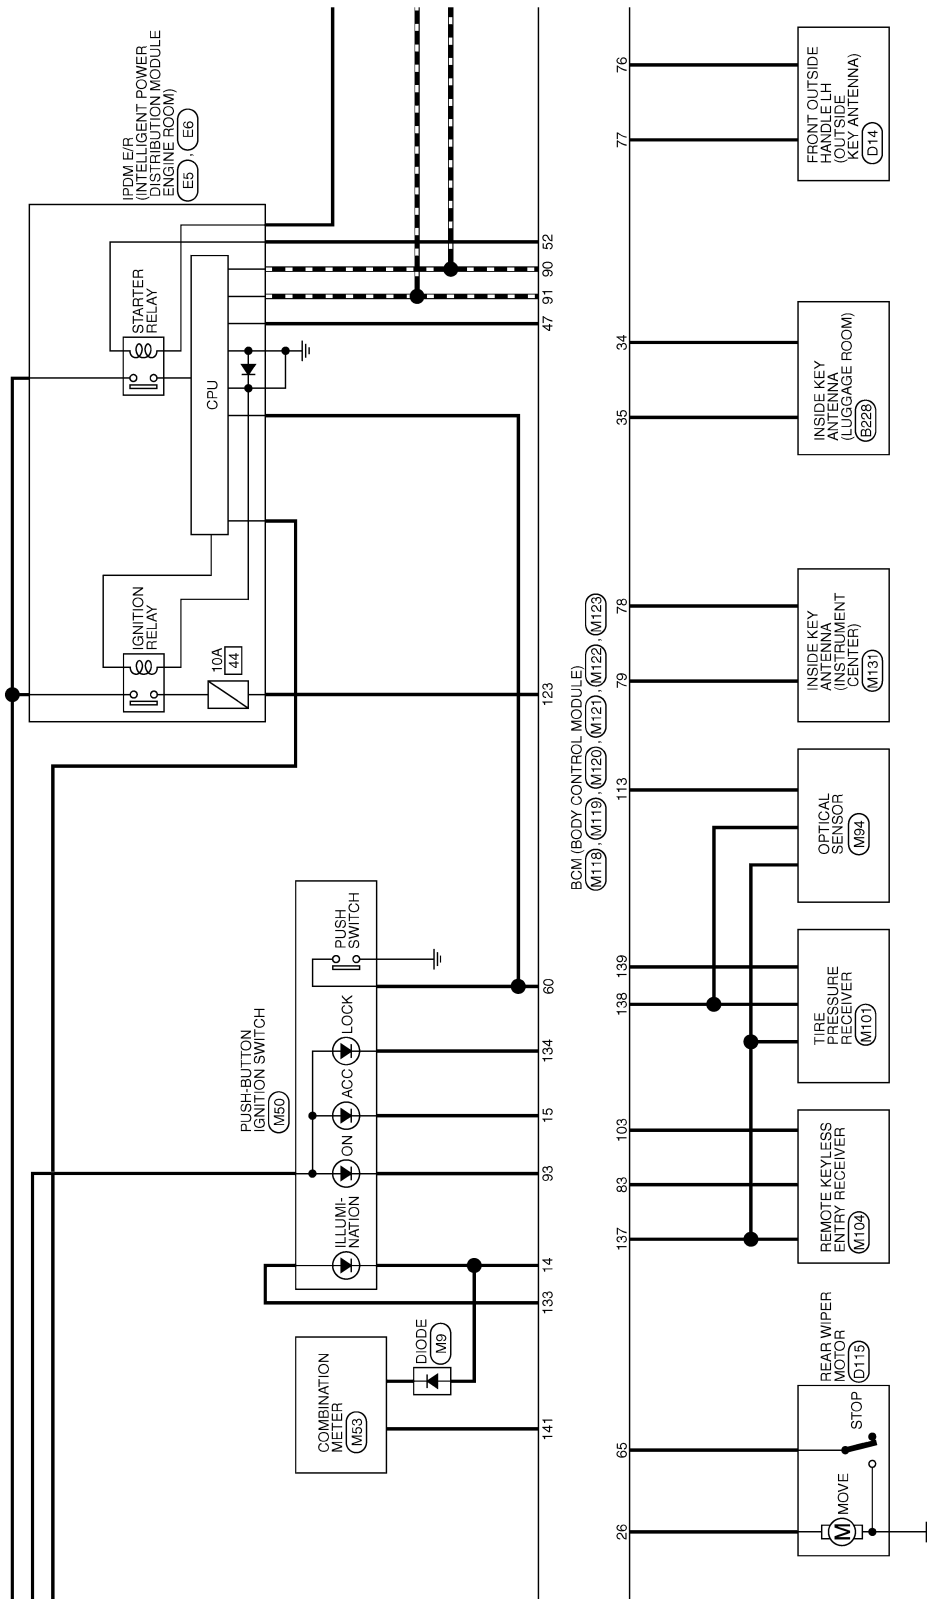 IPDM E/R
(INTELLIGENT POWER
DISTRIBUTION MODULE
ENGINE ROOM)
E5 , E6
STARTER
RELAY
CPU
IGNITION
RELAY
10A
44
52
90
91
47
123
60
134
15
93
14
133
141
PUSH-BUTTON
IGNITION SWITCH
M50
PUSH
SWITCH
LOCK
ACC
ON
ILLUMI-
NATION
COMBINATION
METER
M53
DIODE
M9
BCM (BODY CONTROL MODULE)
M118 , M119 , M120 , M121 , M122 , M123
76
77
34
35
78
79
113
139
138
103
83
137
65
26
FRONT OUTSIDE
HANDLE LH
(OUTSIDE
KEY ANTENNA)
D14
INSIDE KEY
ANTENNA
(LUGGAGE ROOM)
B228
INSIDE KEY
ANTENNA
(INSTRUMENT
CENTER)
M131
OPTICAL
SENSOR
M94
TIRE
PRESSURE
RECEIVER
M101
REMOTE KEYLESS
ENTRY RECEIVER
M104
REAR WIPER
MOTOR
D115
STOP
MOVE
M